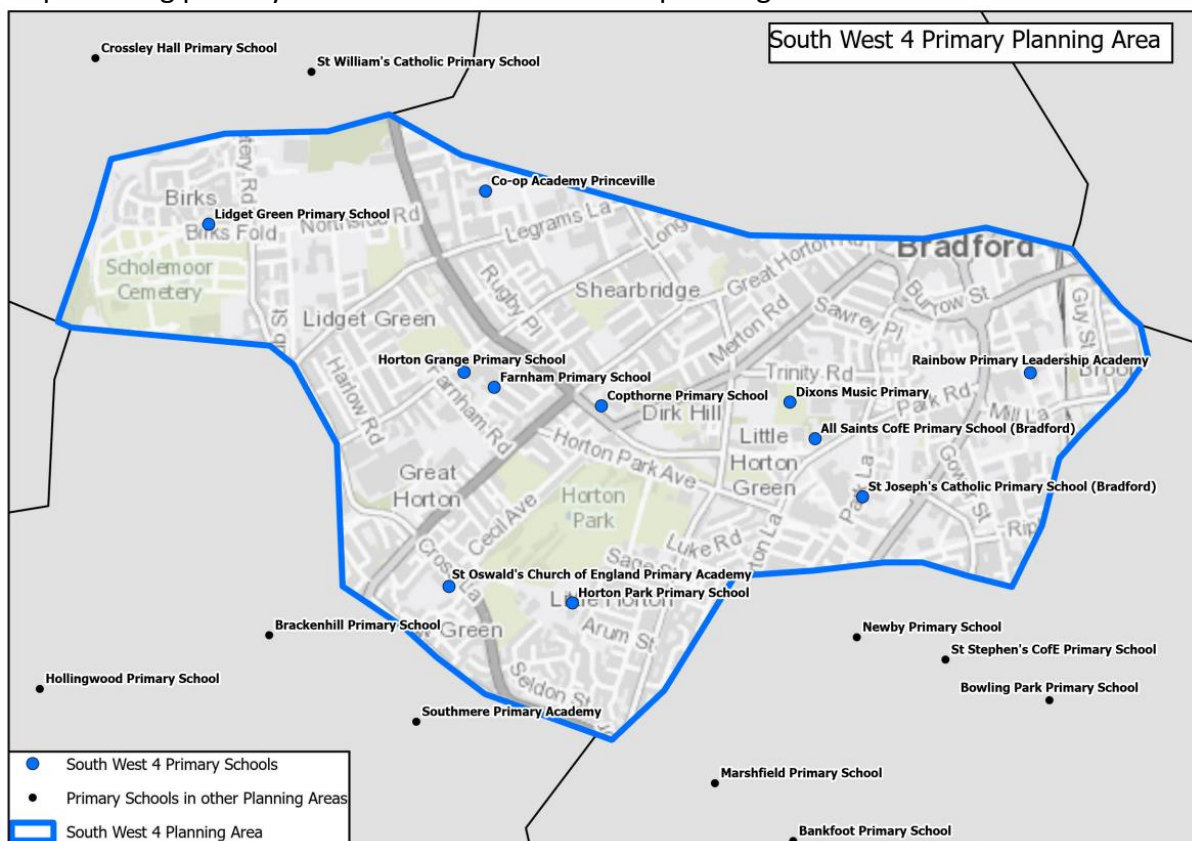 South West 4 Primary Planning Area
Crossley Hall Primary School
St William's Catholic Primary School
Co-op Academy Princeville
Birks
Lidget Green Primary School
Birks Fold
Northside Rd
Legrams La
Scholemoor
Cemetery
Shearbridge
Great Horton Rd
Bradford
Burrow St
Guy St
Rugby Pl
Merton Rd
Sawrey Pl
Lidget Green
Horton Grange Primary School
Farnham Primary School
Trinity Rd
Rainbow Primary Leadership Academy
Harlow Rd
Farnham Rd
Copthorne Primary School
Dirk Hill
Dixons Music Primary
Park Rd
Mill La
All Saints CofE Primary School (Bradford)
Little
Horton
Green
Great
Horton
Horton Park Ave
Horton
Park
Cecil Ave
Park La
Gower St
St Joseph's Catholic Primary School (Bradford)
Luke Rd
St Oswald's Church of England Primary Academy
Horton Park Primary School
Little Horton
Arum St
Seldon St
Brackenhill Primary School
Hollingwood Primary School
Southmere Primary Academy
Newby Primary School
St Stephen's CofE Primary School
Bowling Park Primary School
Marshfield Primary School
Bankfoot Primary School
South West 4 Primary Schools
Primary Schools in other Planning Areas
South West 4 Planning Area